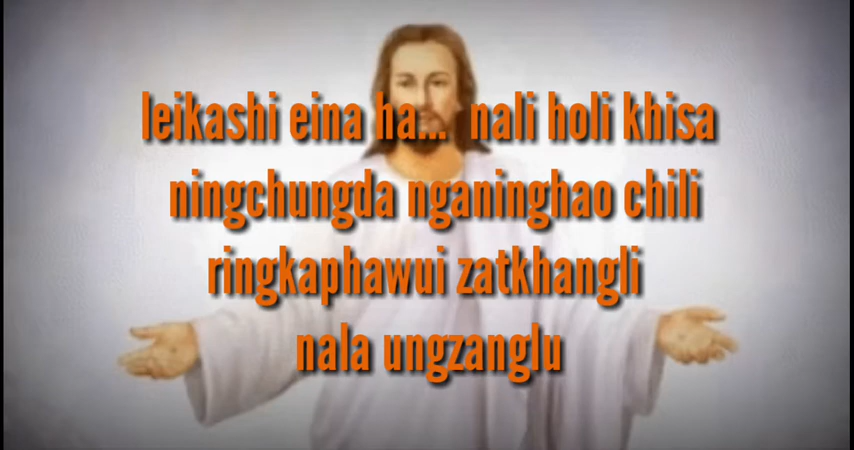 leikashi eina ha... nali holi khisa
ningchungda nganinghao chili
ringkaphawui zatkhangli
nala ungzanglu